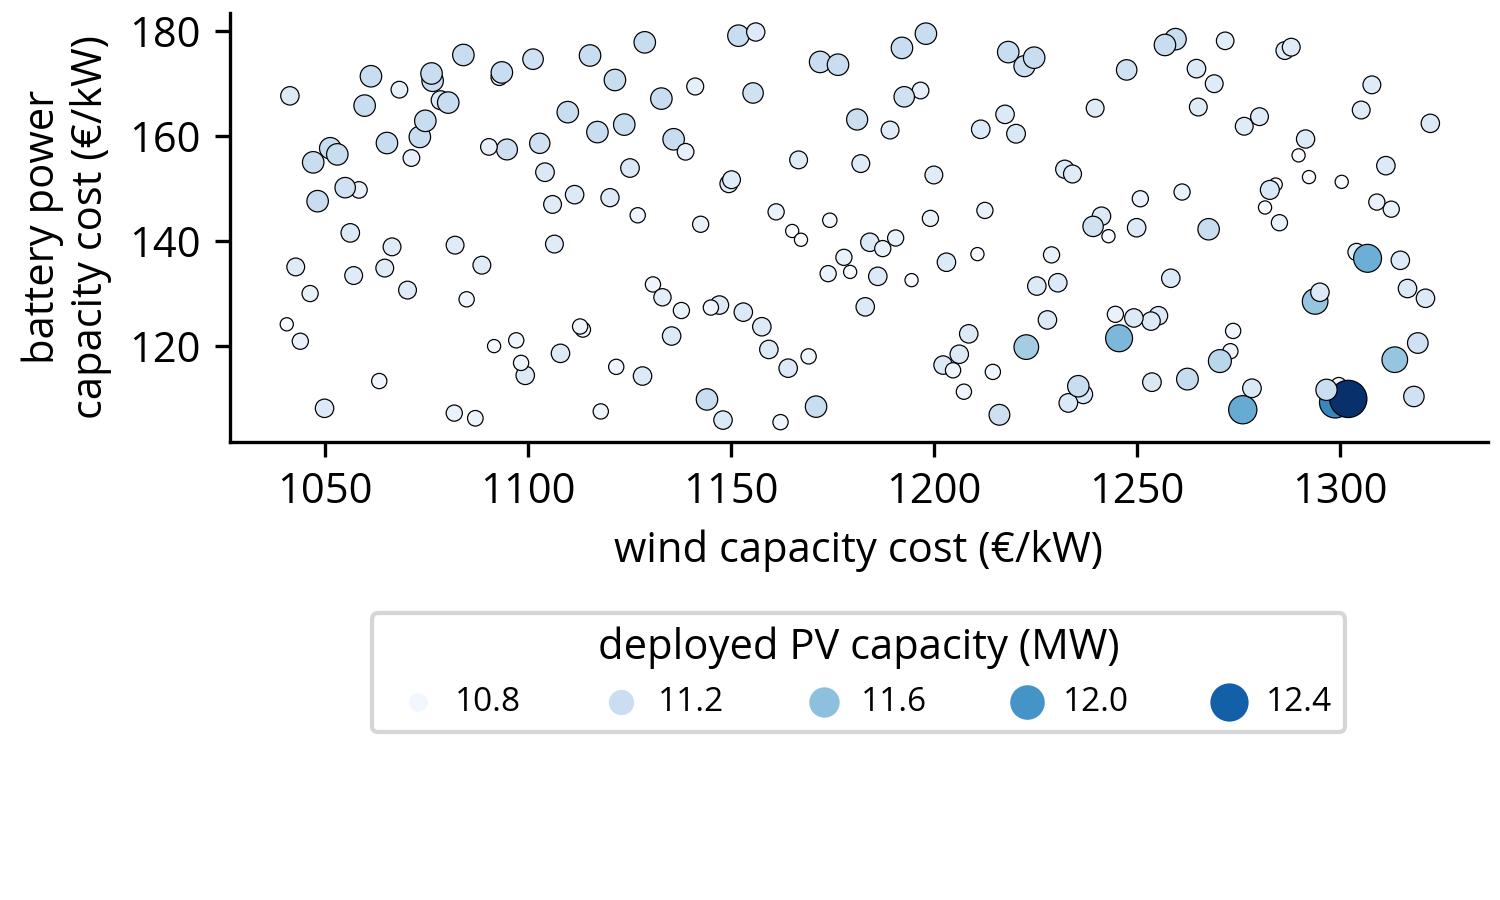 battery power
capacity cost (€/kW)
180
160
140
120
1050 1100 1150 1200 1250 1300
wind capacity cost (€/kW)
deployed PV capacity (MW)
10.8 11.2 11.6 12.0 12.4